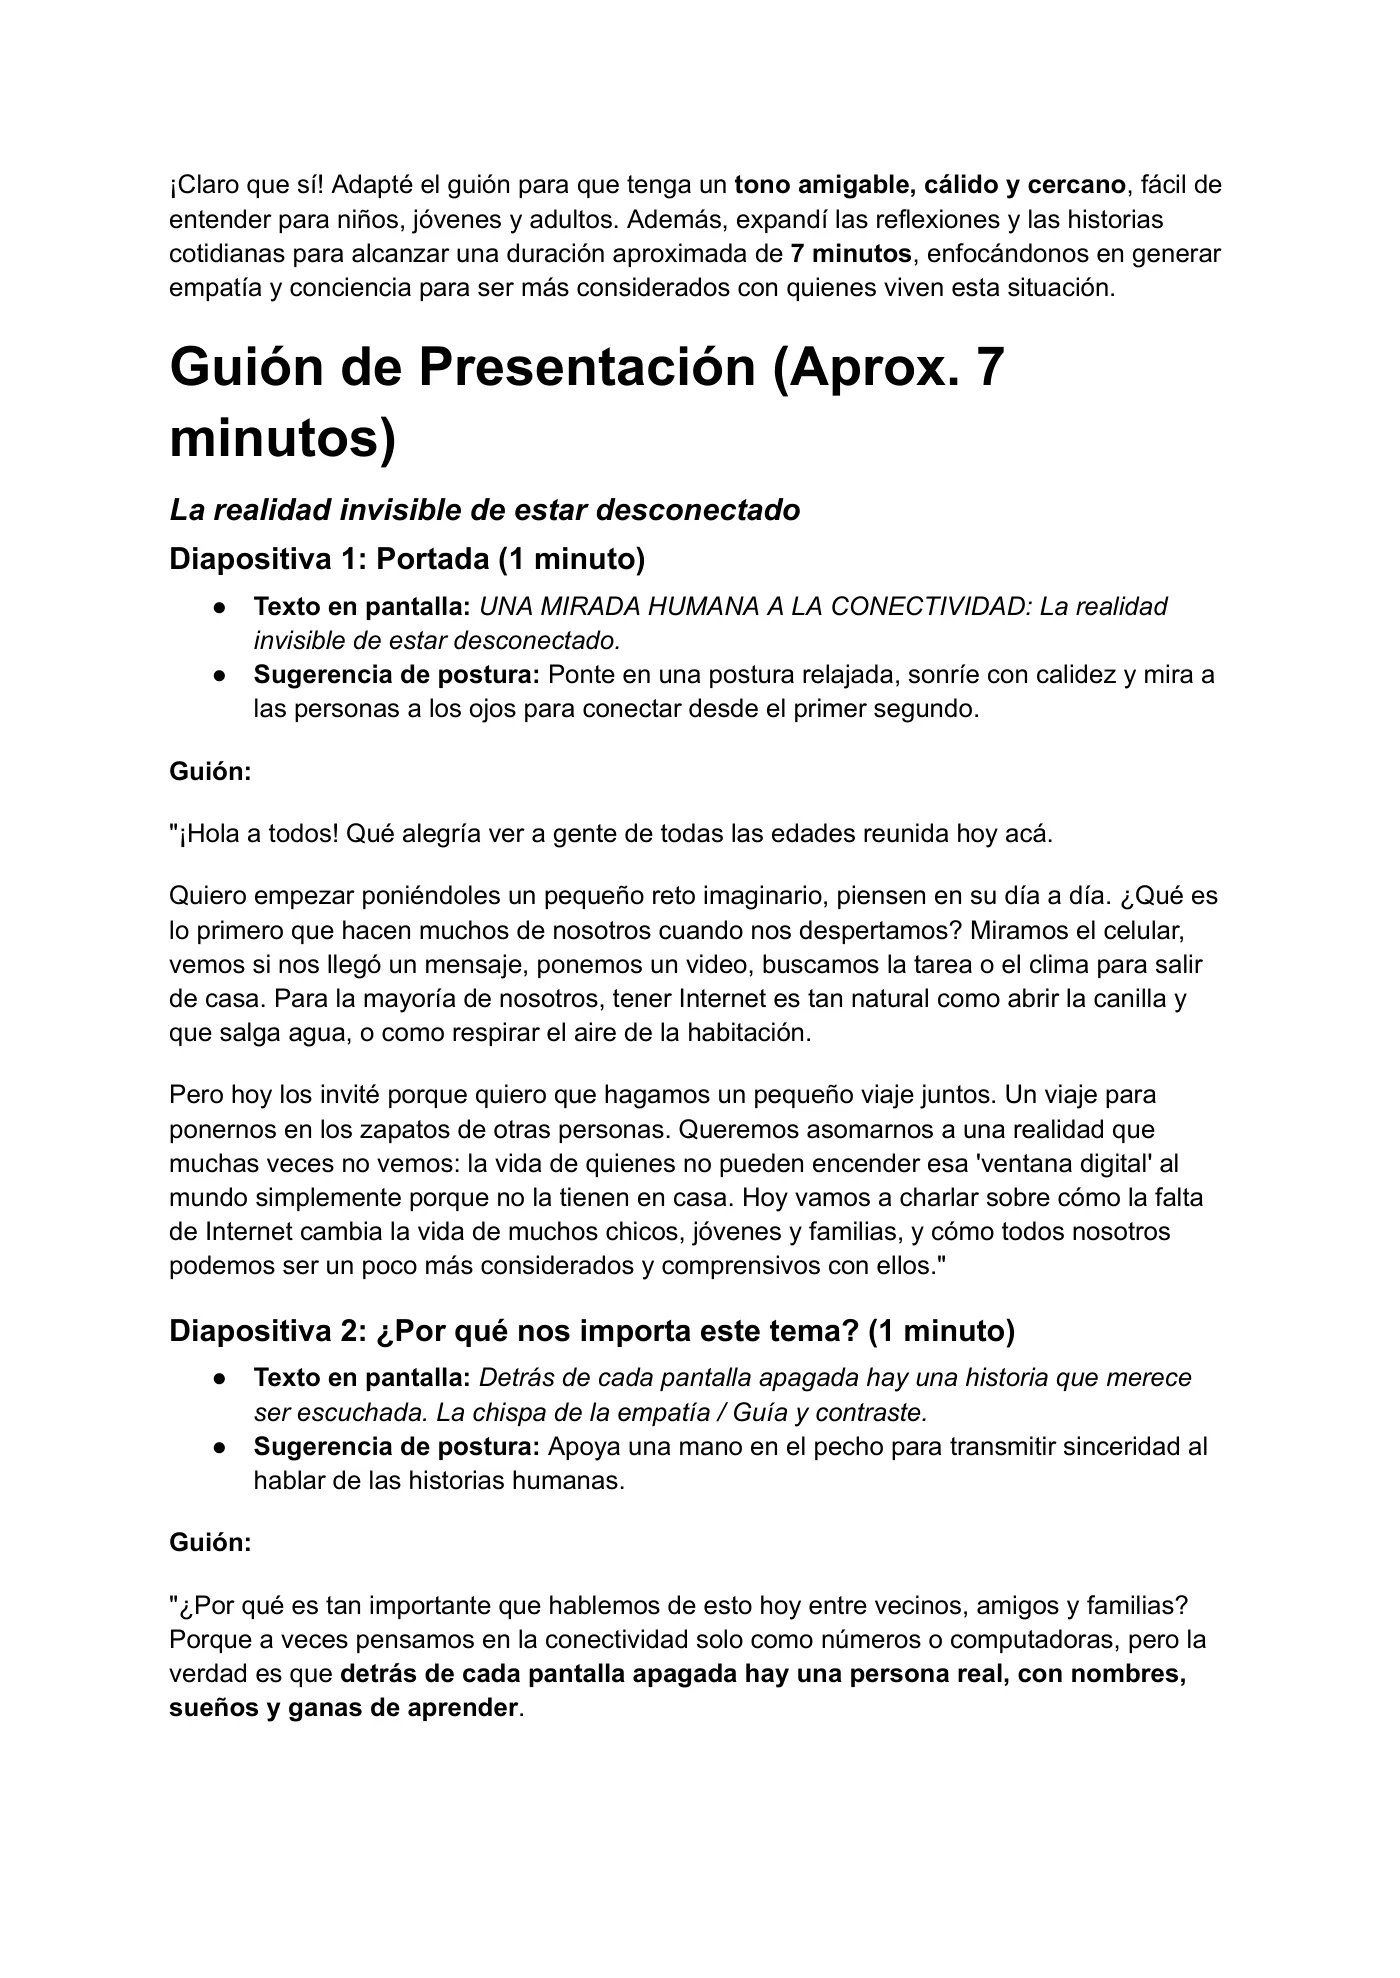 ¡Claro que sí! Adapté el guión para que tenga un tono amigable, cálido y cercano, fácil de
entender para niños, jóvenes y adultos. Además, expandí las reflexiones y las historias
cotidianas para alcanzar una duración aproximada de 7 minutos, enfocándonos en generar
empatía y conciencia para ser más considerados con quienes viven esta situación.
Guión de Presentación (Aprox. 7
minutos)
La realidad invisible de estar desconectado
Diapositiva 1: Portada (1 minuto)
● Texto en pantalla: UNA MIRADA HUMANA A LA CONECTIVIDAD: La realidad
invisible de estar desconectado.
● Sugerencia de postura: Ponte en una postura relajada, sonríe con calidez y mira a
las personas a los ojos para conectar desde el primer segundo.
Guión:
"¡Hola a todos! Qué alegría ver a gente de todas las edades reunida hoy acá.
Quiero empezar poniéndoles un pequeño reto imaginario, piensen en su día a día. ¿Qué es
lo primero que hacen muchos de nosotros cuando nos despertamos? Miramos el celular,
vemos si nos llegó un mensaje, ponemos un video, buscamos la tarea o el clima para salir
de casa. Para la mayoría de nosotros, tener Internet es tan natural como abrir la canilla y
que salga agua, o como respirar el aire de la habitación.
Pero hoy los invité porque quiero que hagamos un pequeño viaje juntos. Un viaje para
ponernos en los zapatos de otras personas. Queremos asomarnos a una realidad que
muchas veces no vemos: la vida de quienes no pueden encender esa 'ventana digital' al
mundo simplemente porque no la tienen en casa. Hoy vamos a charlar sobre cómo la falta
de Internet cambia la vida de muchos chicos, jóvenes y familias, y cómo todos nosotros
podemos ser un poco más considerados y comprensivos con ellos."
Diapositiva 2: ¿Por qué nos importa este tema? (1 minuto)
● Texto en pantalla: Detrás de cada pantalla apagada hay una historia que merece
ser escuchada. La chispa de la empatía / Guía y contraste.
● Sugerencia de postura: Apoya una mano en el pecho para transmitir sinceridad al
hablar de las historias humanas.
Guión:
"¿Por qué es tan importante que hablemos de esto hoy entre vecinos, amigos y familias?
Porque a veces pensamos en la conectividad solo como números o computadoras, pero la
verdad es que detrás de cada pantalla apagada hay una persona real, con nombres,
sueños y ganas de aprender.